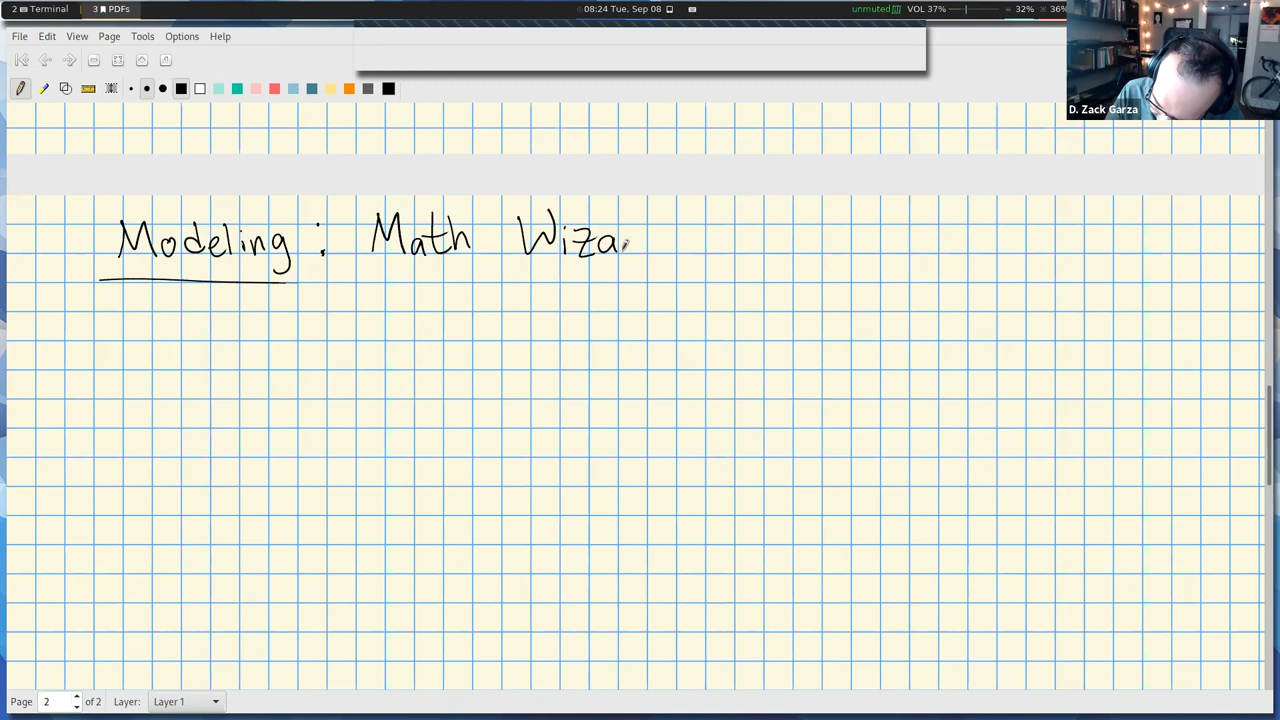 2 Terminal 3 PDFs 08:24 Tue, Sep 08 unmuted VOL 37% 32% 36%
File Edit View Page Tools Options Help
D. Zack Garza
Modeling: Math Wiza
Page 2 of 2 Layer: Layer 1